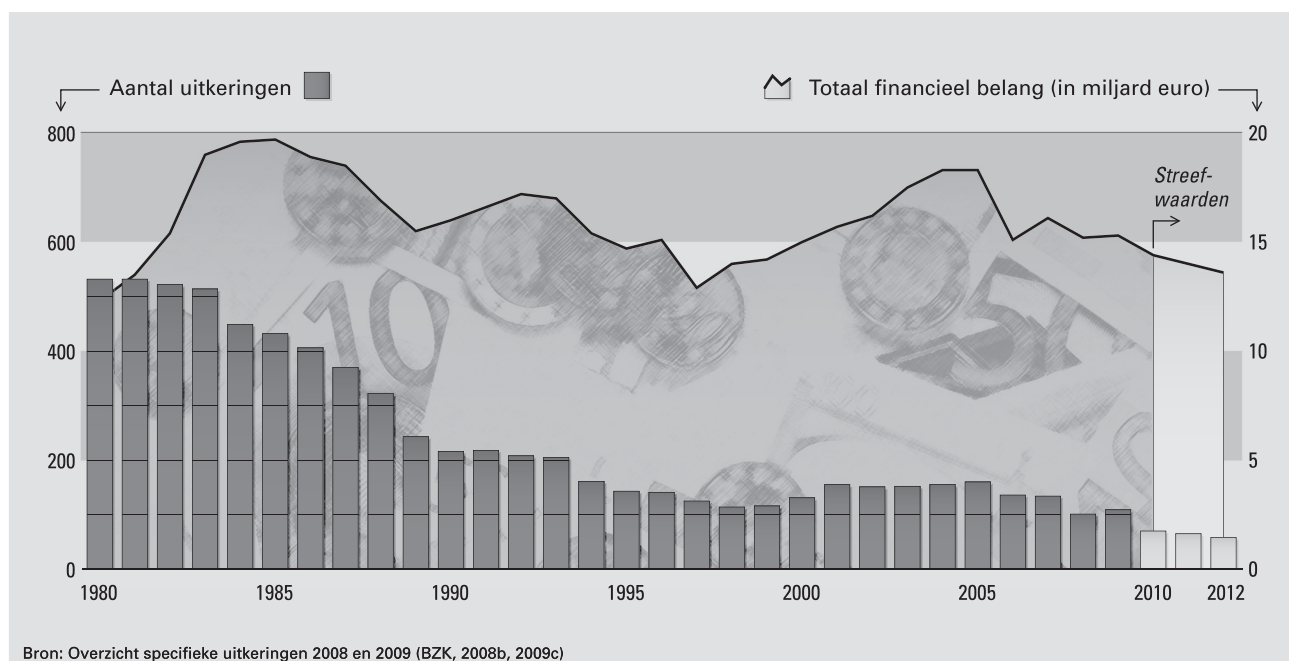 Aantal uitkeringen
Totaal financieel belang (in miljard euro)
800
600
400
200
0
20
15
10
5
0
Streef-
waarden
10
5
1980 1985 1990 1995 2000 2005 2010 2012
Bron: Overzicht specifieke uitkeringen 2008 en 2009 (BZK, 2008b, 2009c)